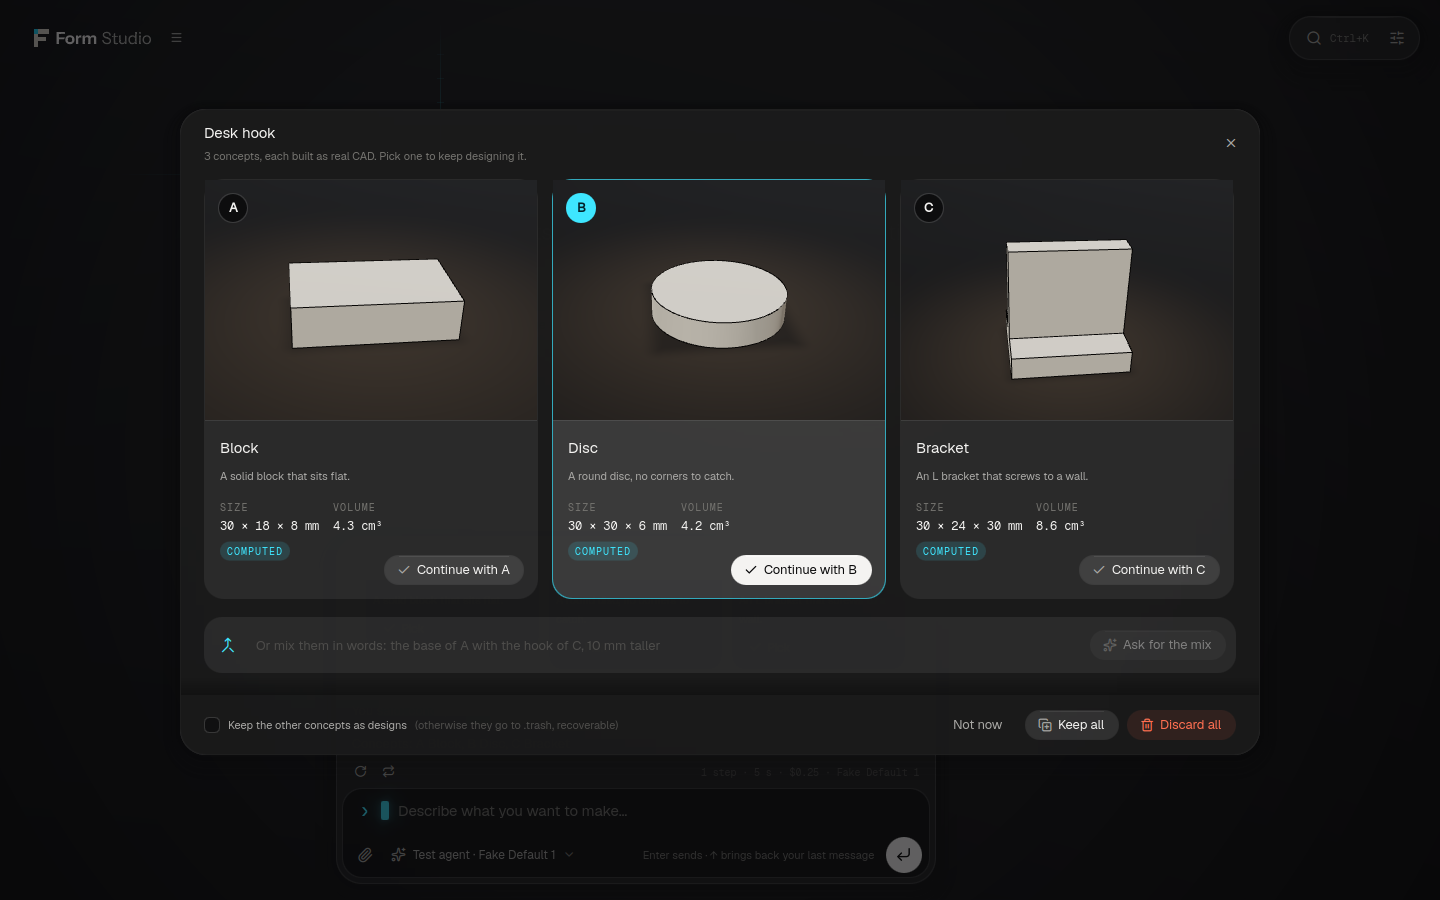 Form Studio
Ctrl+K
Desk hook
3 concepts, each built as real CAD. Pick one to keep designing it.
A
B
C
Block
A solid block that sits flat.
SIZE VOLUME
30 × 18 × 8 mm 4.3 cm³
COMPUTED
Continue with A
Disc
A round disc, no corners to catch.
SIZE VOLUME
30 × 30 × 6 mm 4.2 cm³
COMPUTED
Continue with B
Bracket
An L bracket that screws to a wall.
SIZE VOLUME
30 × 24 × 30 mm 8.6 cm³
COMPUTED
Continue with C
Or mix them in words: the base of A with the hook of C, 10 mm taller
Ask for the mix
Keep the other concepts as designs (otherwise they go to .trash, recoverable)
Not now
Keep all
Discard all
1 step · 5 s · $0.25 · Fake Default 1
Describe what you want to make...
Test agent · Fake Default 1
Enter sends · ↑ brings back your last message